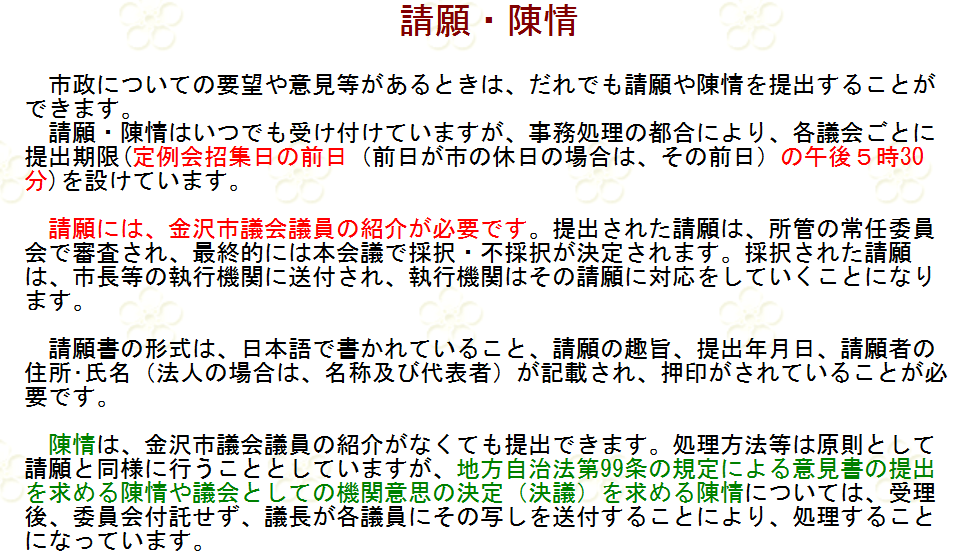 請願・陳情
　市政についての要望や意見等があるときは、だれでも請願や陳情を提出することが
できます。
　請願・陳情はいつでも受け付けていますが、事務処理の都合により、各議会ごとに
提出期限(定例会招集日の前日（前日が市の休日の場合は、その前日）の午後５時30
分)を設けています。
　請願には、金沢市議会議員の紹介が必要です。提出された請願は、所管の常任委員
会で審査され、最終的には本会議で採択・不採択が決定されます。採択された請願
は、市長等の執行機関に送付され、執行機関はその請願に対応をしていくことになり
ます。
　請願書の形式は、日本語で書かれていること、請願の趣旨、提出年月日、請願者の
住所･氏名（法人の場合は、名称及び代表者）が記載され、押印がされていることが必
要です。
　陳情は、金沢市議会議員の紹介がなくても提出できます。処理方法等は原則として
請願と同様に行うこととしていますが、地方自治法第99条の規定による意見書の提出
を求める陳情や議会としての機関意思の決定（決議）を求める陳情については、受理
後、委員会付託せず、議長が各議員にその写しを送付することにより、処理すること
になっています。